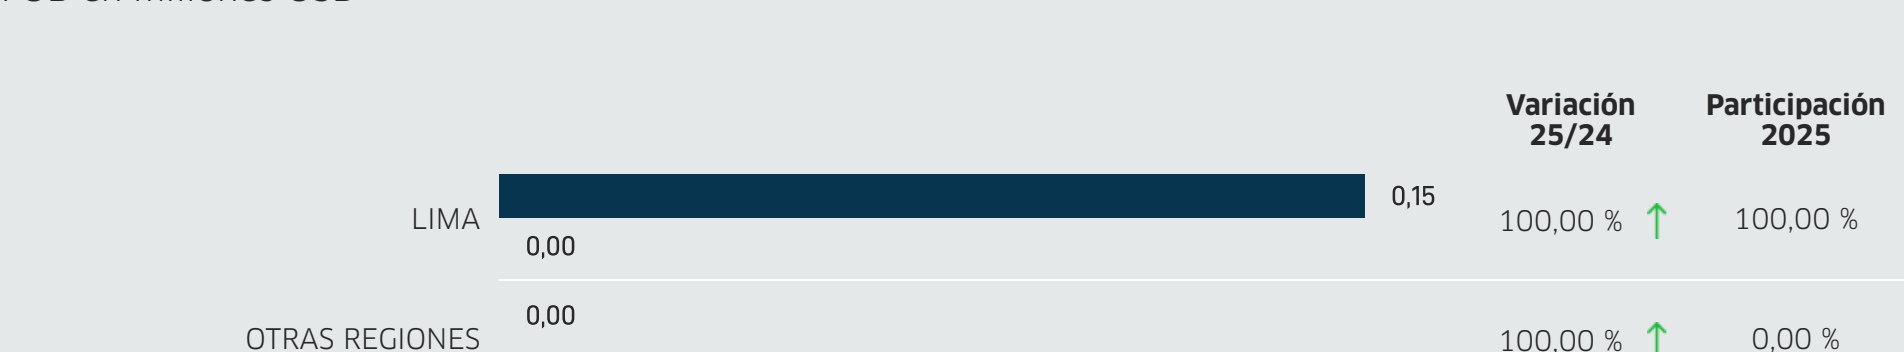 Variación Participación
25/24 2025
LIMA 0,15 100,00 % 100,00 %
0,00
0,00
OTRAS REGIONES 100,00 % 0,00 %